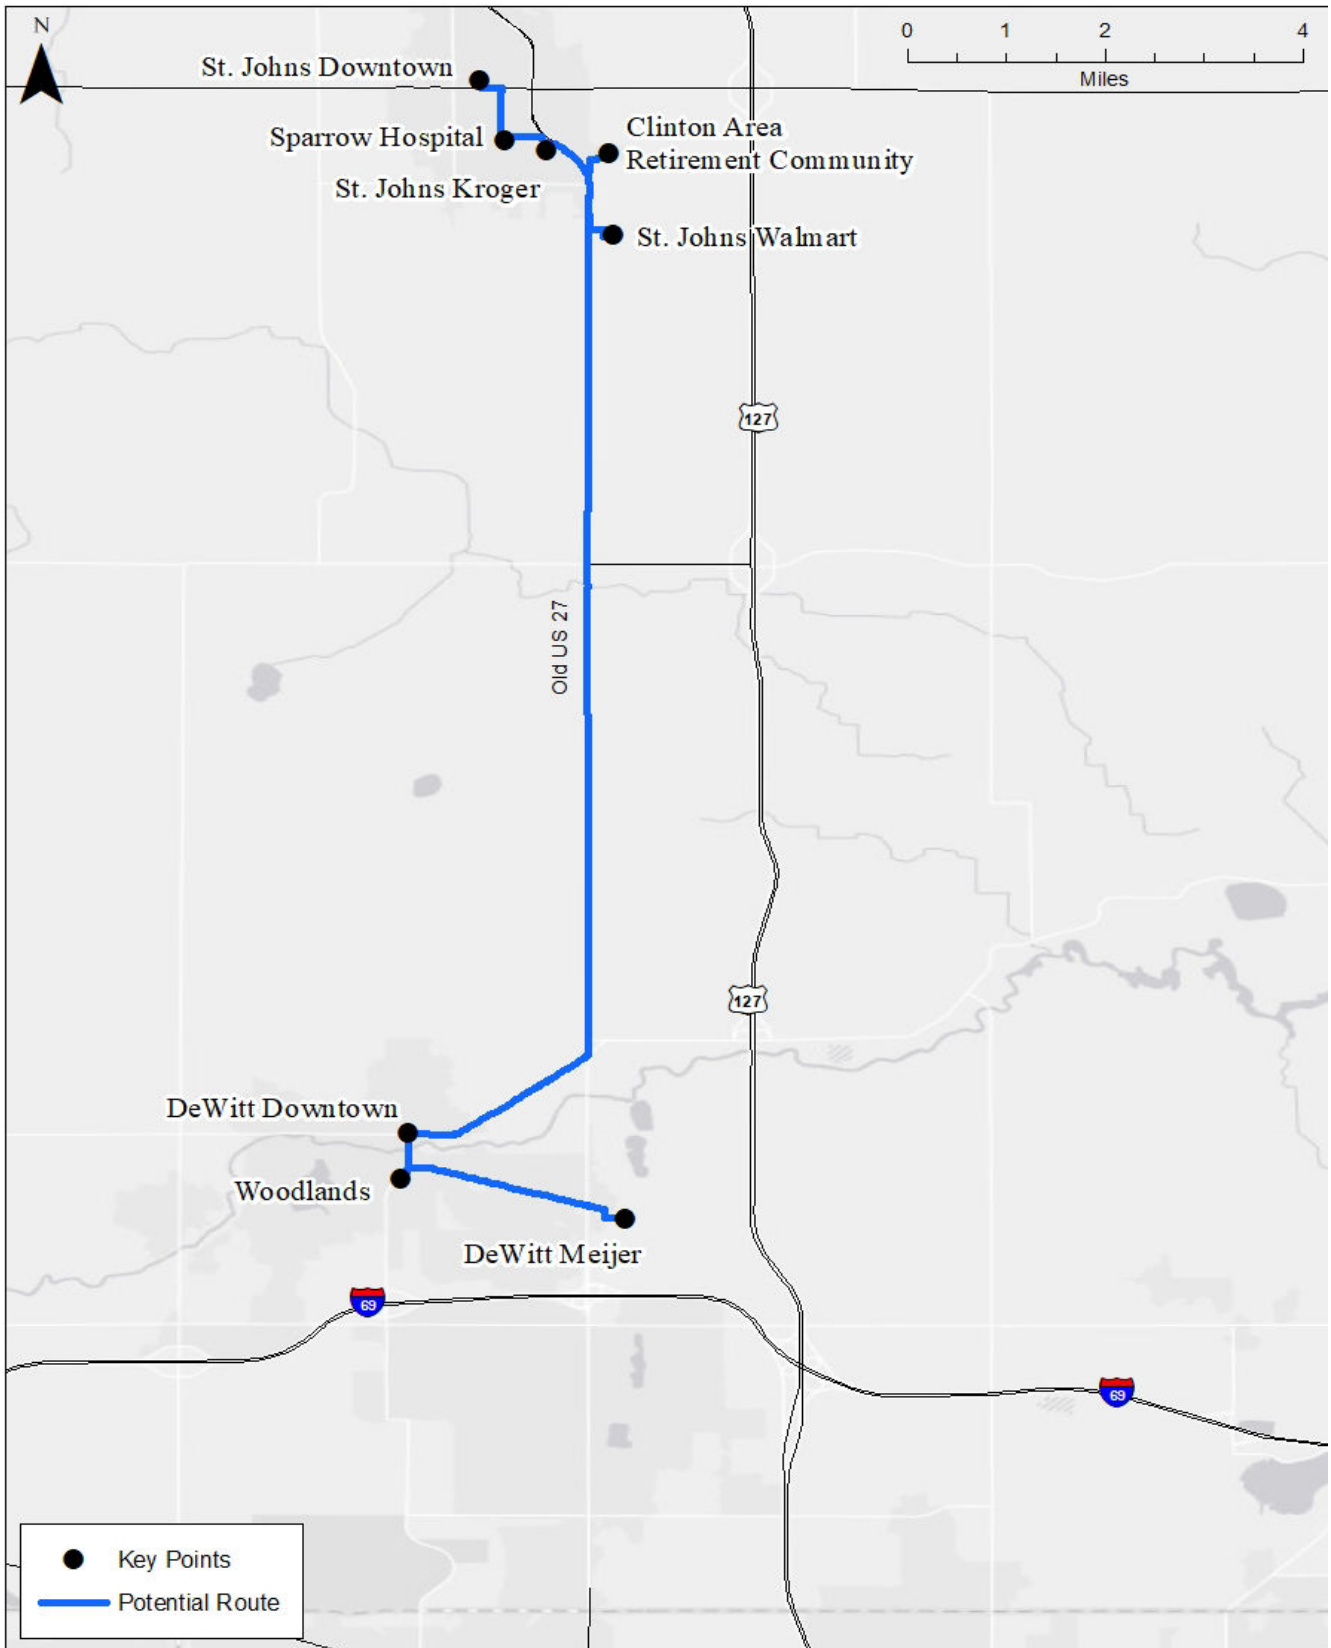 N
0 1 2 4
Miles
St. Johns Downtown
Sparrow Hospital
Clinton Area
Retirement Community
St. Johns Kroger
St. Johns Walmart
127
Old US 27
127
DeWitt Downtown
Woodlands
DeWitt Meijer
69
69
Key Points
Potential Route